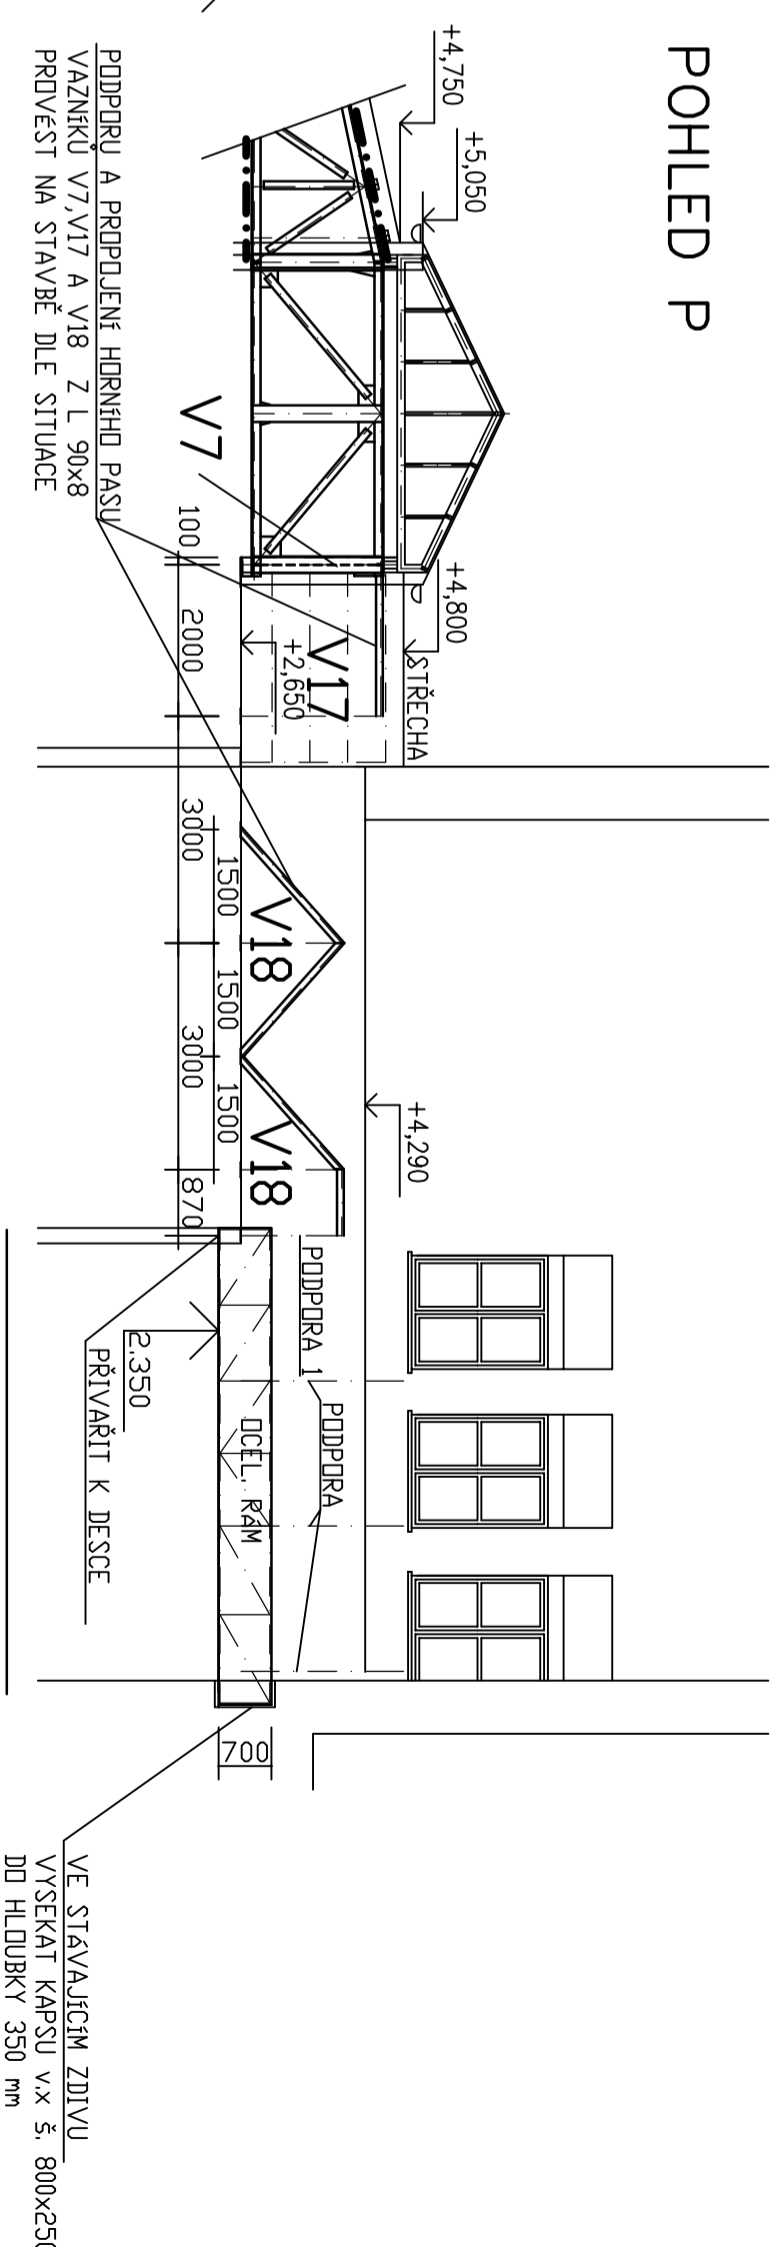 POHLED P
+4,750
+5,050
+4,800
STŘECHA
+4,290
V7
V17
+2,650
V18
V18
100
2000
3000
3000
870
1500
1500
1500
PODPORA 1
PODPORA
OCEL. RÁM
2.350
PŘIVAŘIT K DESCE
700
PODPORU A PROPOJENÍ HORNÍHO PASU
VAZNÍKŮ V7,V17 A V18 Z L 90x8
PROVÉST NA STAVBĚ DLE SITUACE
VE STÁVAJÍCÍM ZDIVU
VYSEKAT KAPSU v.x š. 800x250
DO HLOUBKY 350 mm